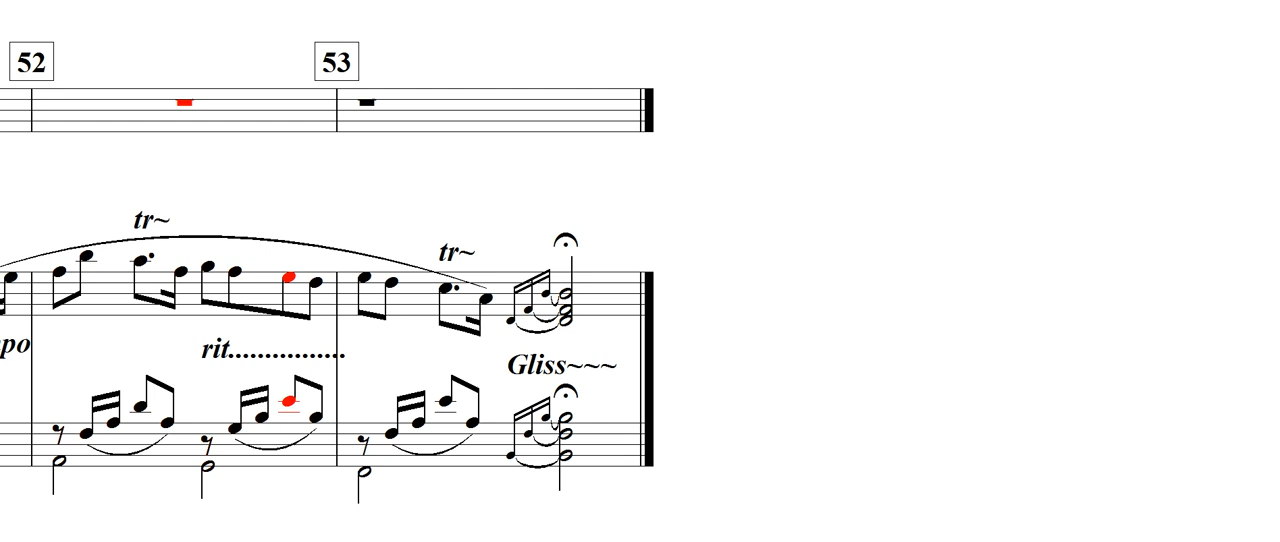 52 53
tr~
tr~
po
rit................
Gliss~~~